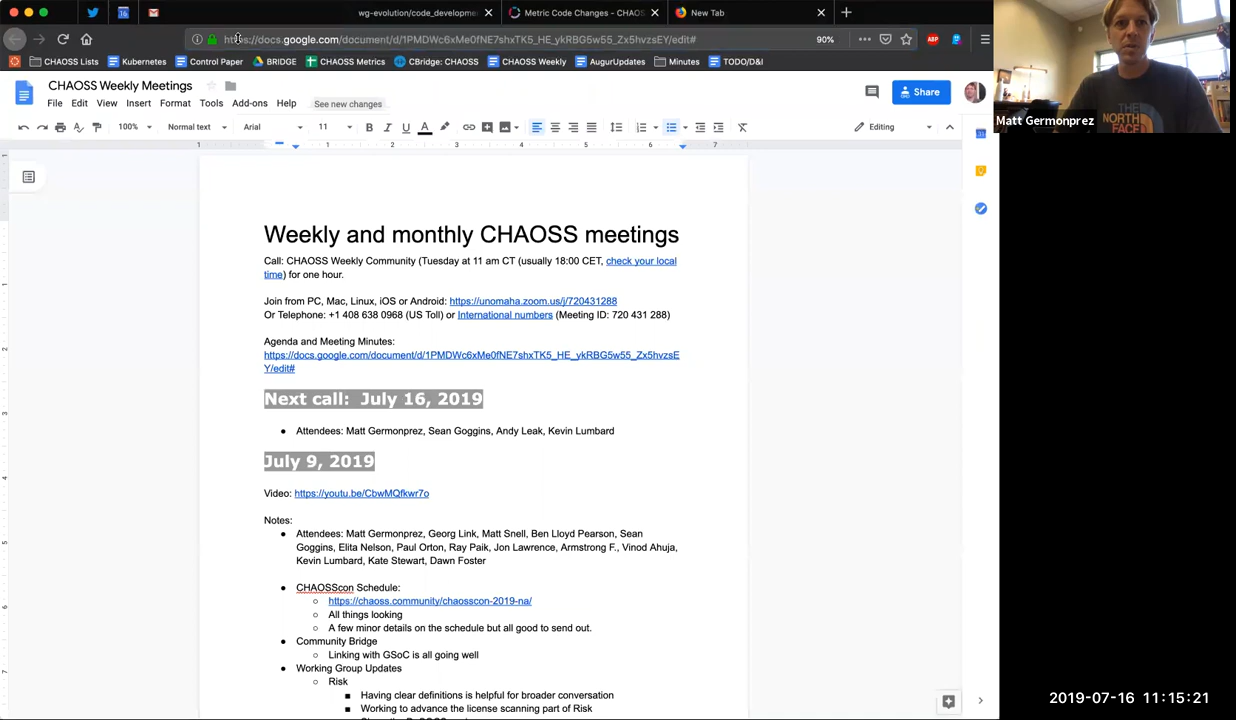 wg-evolution/code_developme
Metric Code Changes - CHAOS
New Tab
https://docs.google.com/document/d/1PMDWc6xMe0fNE7shxTK5_HE_ykRBG5w55_Zx5hvzsEY/edit#
90%
ABP
CHAOSS Lists
Kubernetes
Control Paper
BRIDGE
CHAOSS Metrics
CBridge: CHAOSS
CHAOSS Weekly
AugurUpdates
Minutes
TODO/D&I
CHAOSS Weekly Meetings
File Edit View Insert Format Tools Add-ons Help See new changes
Share
100% Normal text Arial 11 Editing
Matt Germonprez
Weekly and monthly CHAOSS meetings
Call: CHAOSS Weekly Community (Tuesday at 11 am CT (usually 18:00 CET, check your local
time) for one hour.
Join from PC, Mac, Linux, iOS or Android: https://unomaha.zoom.us/j/720431288
Or Telephone: +1 408 638 0968 (US Toll) or International numbers (Meeting ID: 720 431 288)
Agenda and Meeting Minutes:
https://docs.google.com/document/d/1PMDWc6xMe0fNE7shxTK5_HE_ykRBG5w55_Zx5hvzsE
Y/edit#
Next call: July 16, 2019
● Attendees: Matt Germonprez, Sean Goggins, Andy Leak, Kevin Lumbard
July 9, 2019
Video: https://youtu.be/CbwMQfkwr7o
Notes:
● Attendees: Matt Germonprez, Georg Link, Matt Snell, Ben Lloyd Pearson, Sean
Goggins, Elita Nelson, Paul Orton, Ray Paik, Jon Lawrence, Armstrong F., Vinod Ahuja,
Kevin Lumbard, Kate Stewart, Dawn Foster
● CHAOSScon Schedule:
○ https://chaoss.community/chaosscon-2019-na/
○ All things looking
○ A few minor details on the schedule but all good to send out.
● Community Bridge
○ Linking with GSoC is all going well
● Working Group Updates
○ Risk
■ Having clear definitions is helpful for broader conversation
■ Working to advance the license scanning part of Risk
THE
NORTH
FACE
2019-07-16 11:15:21